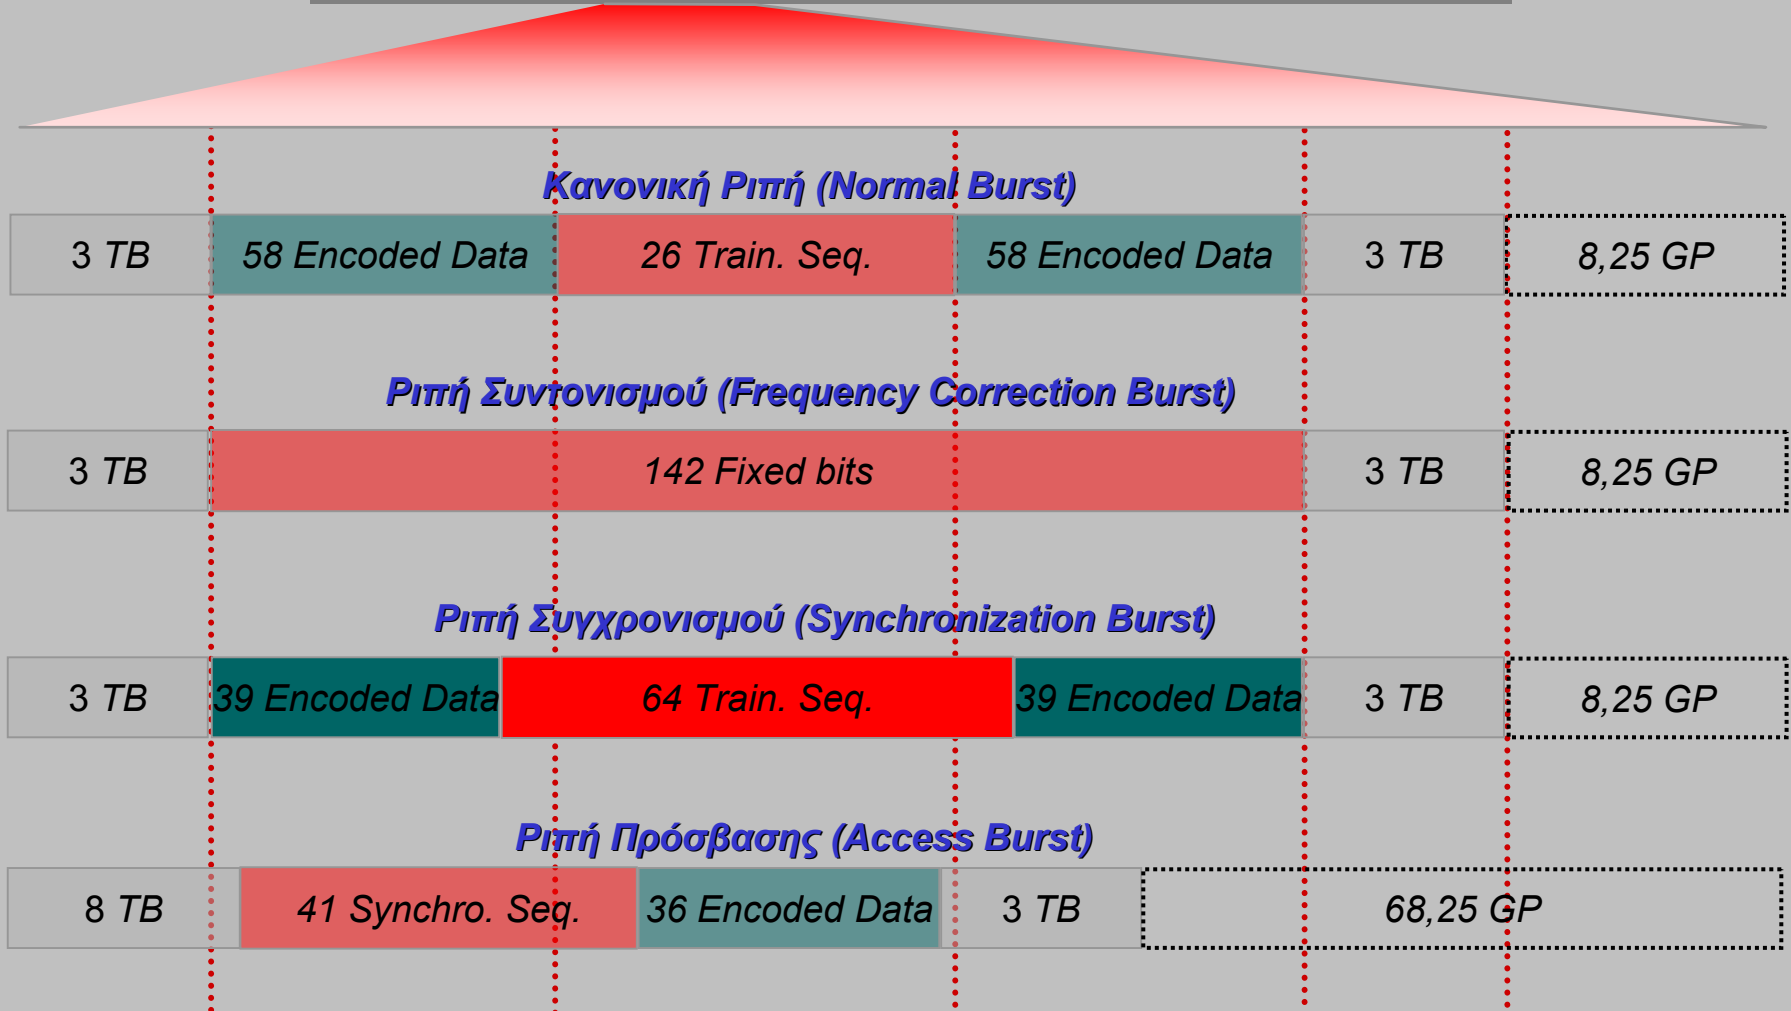 Κανονική Ριπή (Normal Burst)
3 TB 58 Encoded Data 26 Train. Seq. 58 Encoded Data 3 TB 8,25 GP
Ριπή Συντονισμού (Frequency Correction Burst)
3 TB 142 Fixed bits 3 TB 8,25 GP
Ριπή Συγχρονισμού (Synchronization Burst)
3 TB 39 Encoded Data 64 Train. Seq. 39 Encoded Data 3 TB 8,25 GP
Ριπή Πρόσβασης (Access Burst)
8 TB 41 Synchro. Seq. 36 Encoded Data 3 TB 68,25 GP